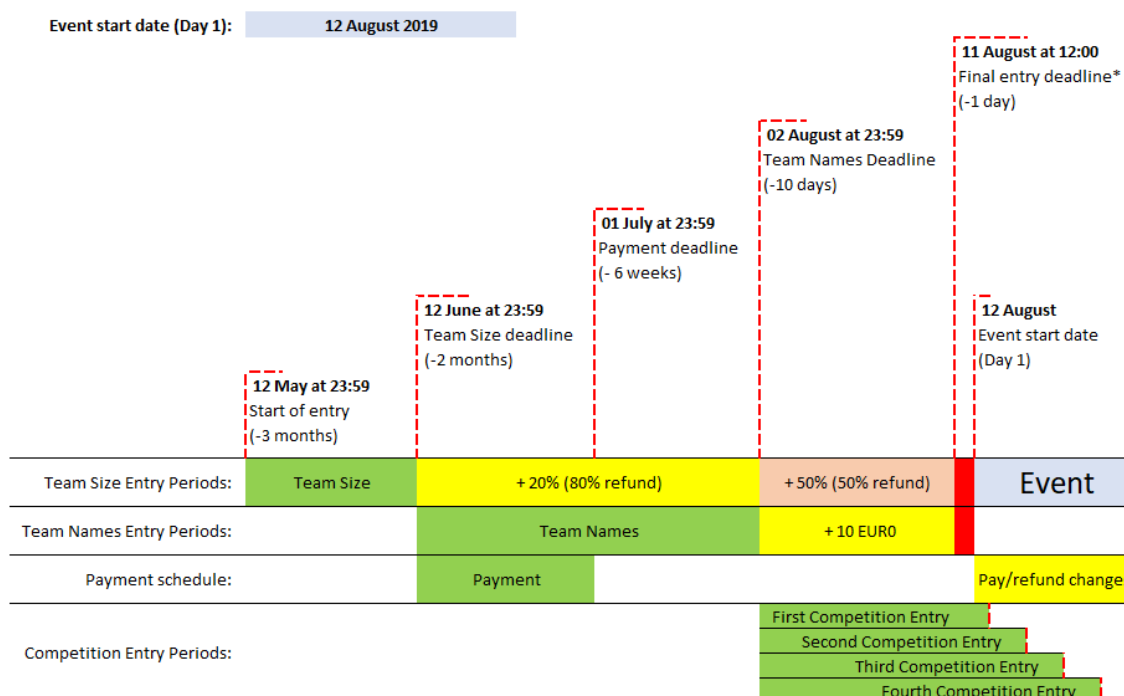 Event start date (Day 1):
12 August 2019
11 August at 12:00
Final entry deadline*
(-1 day)
02 August at 23:59
Team Names Deadline
(-10 days)
01 July at 23:59
Payment deadline
(- 6 weeks)
12 June at 23:59
Team Size deadline
(-2 months)
12 August
Event start date
(Day 1)
12 May at 23:59
Start of entry
(-3 months)
Team Size Entry Periods:
Team Size
+ 20% (80% refund)
+ 50% (50% refund)
Event
Team Names Entry Periods:
Team Names
+ 10 EUR0
Payment schedule:
Payment
Pay/refund change
Competition Entry Periods:
First Competition Entry
Second Competition Entry
Third Competition Entry
Fourth Competition Entry